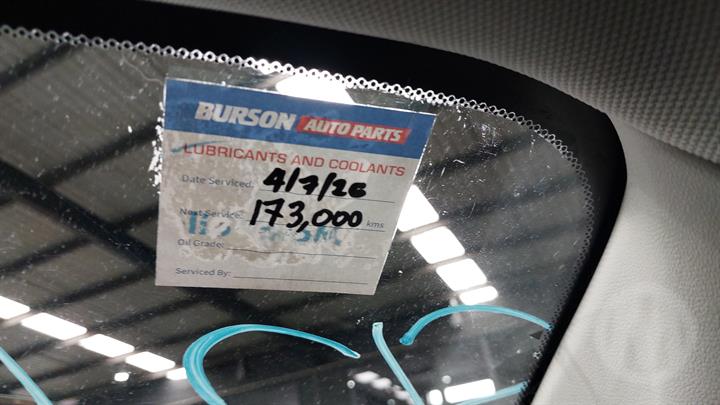 BURSON AUTO PARTS
LUBRICANTS AND COOLANTS
Date Serviced: 4/7/26
Next Service: 173,000 kms
Oil Grade:
Serviced By: